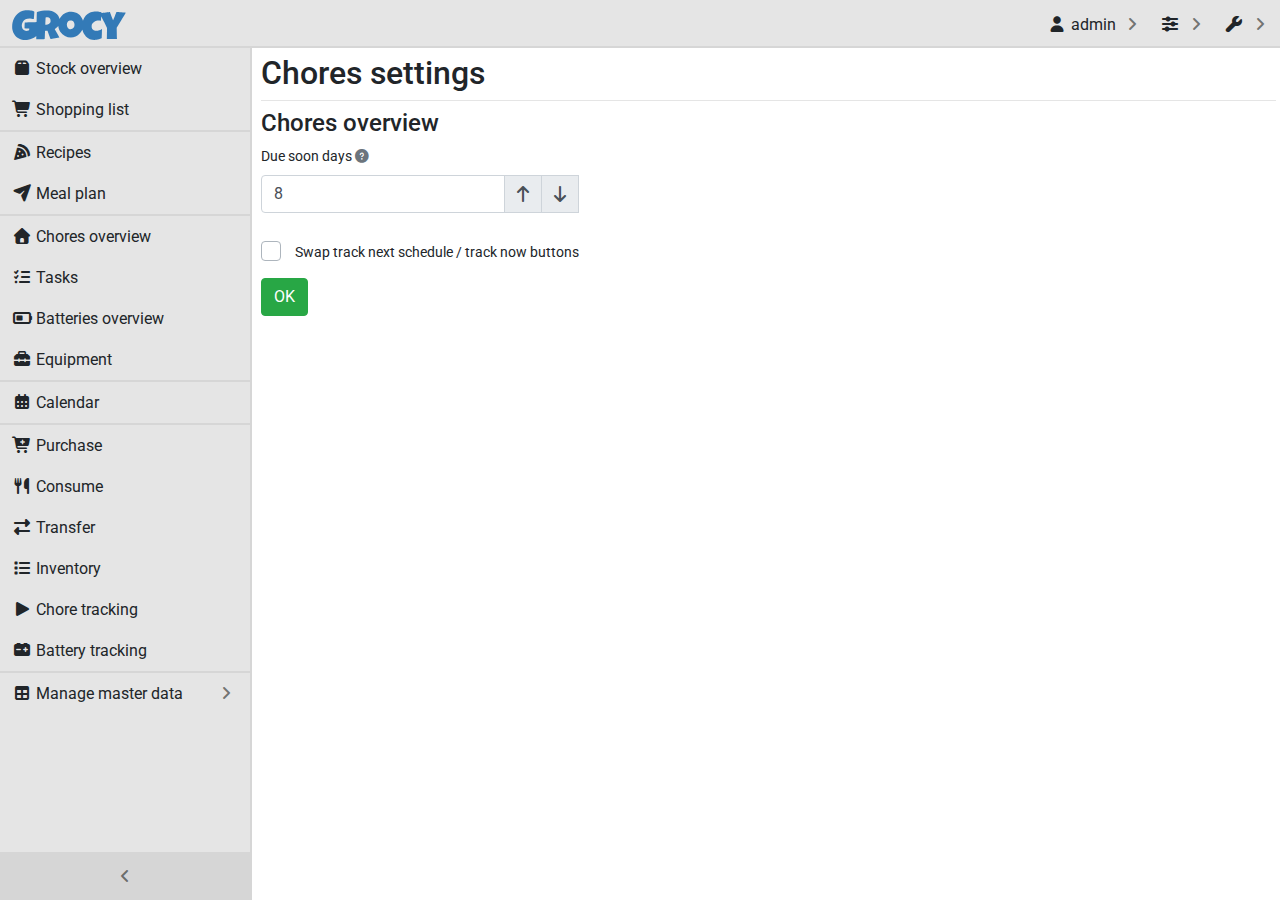 GROCY
admin
Stock overview
Shopping list
Recipes
Meal plan
Chores overview
Tasks
Batteries overview
Equipment
Calendar
Purchase
Consume
Transfer
Inventory
Chore tracking
Battery tracking
Manage master data
Chores settings
Chores overview
Due soon days
8
Swap track next schedule / track now buttons
OK